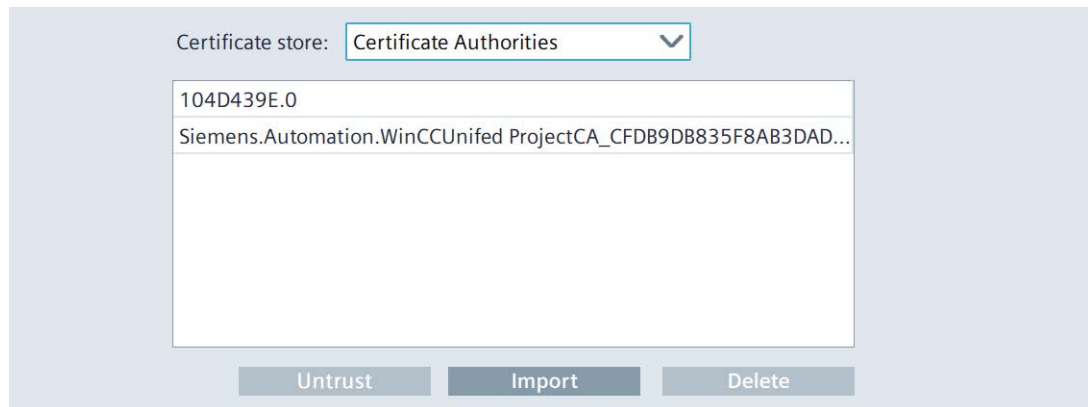 Certificate store: Certificate Authorities
104D439E.0
Siemens.Automation.WinCCUnifed ProjectCA_CFDB9DB835F8AB3DAD...
Untrust Import Delete